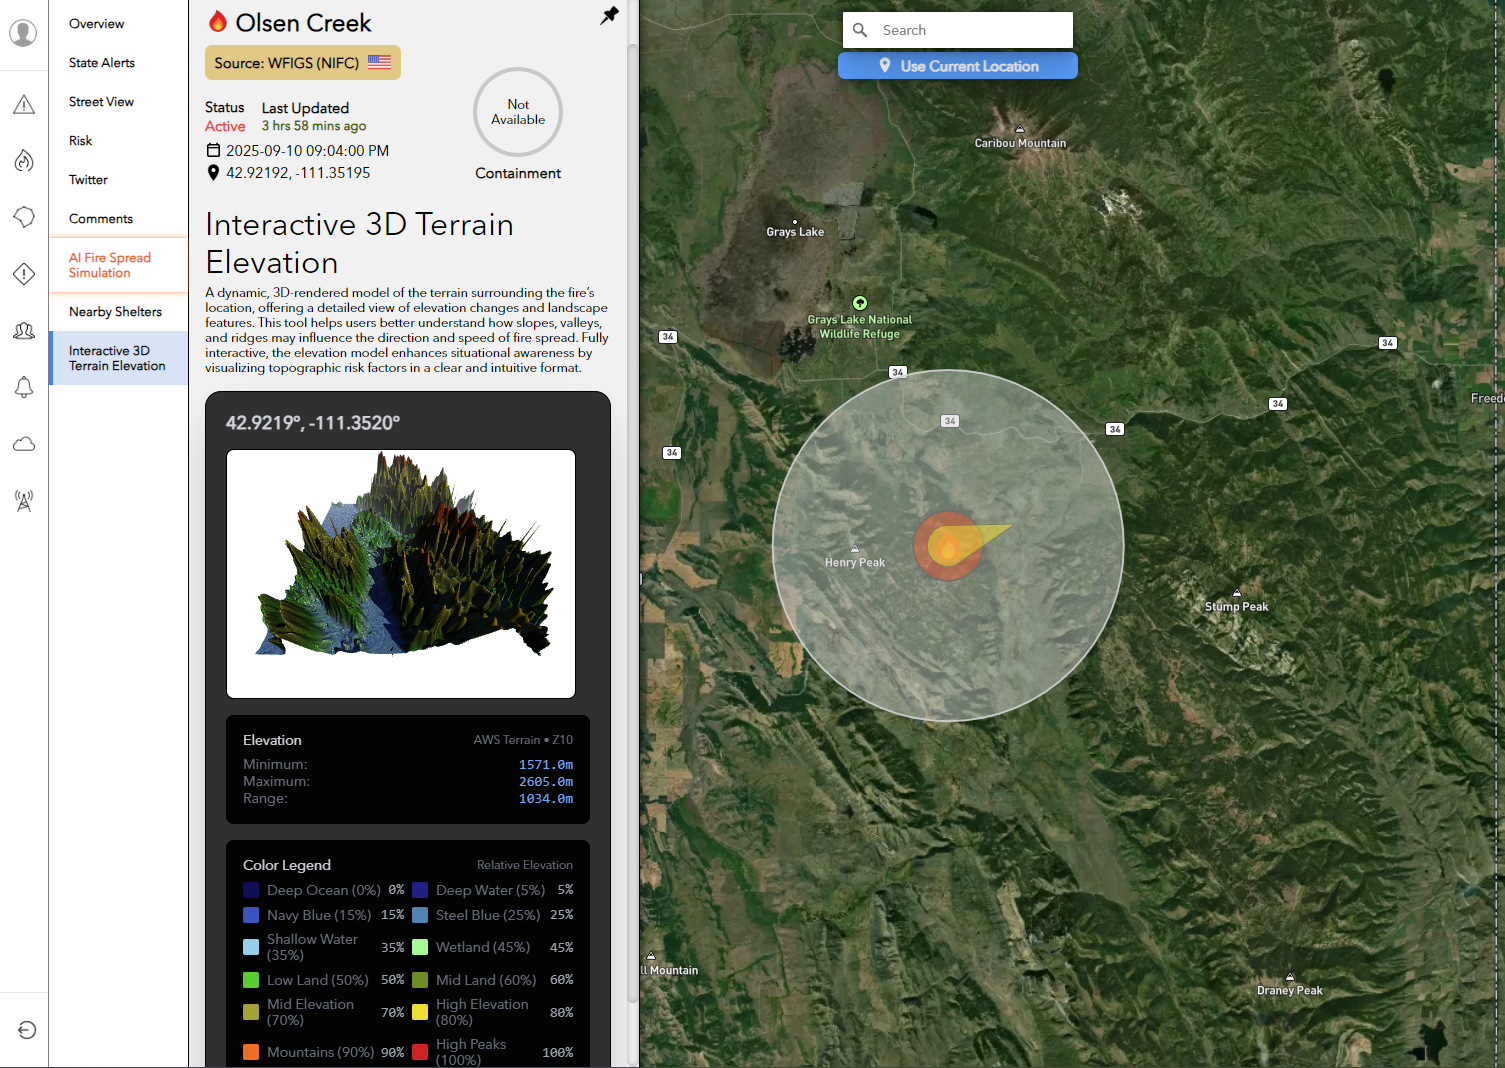 Overview
State Alerts
Street View
Risk
Twitter
Comments
AI Fire Spread
Simulation
Nearby Shelters
Interactive 3D
Terrain Elevation
Olsen Creek
Source: WFIGS (NIFC)
Status
Active
Last Updated
3 hrs 58 mins ago
2025-09-10 09:04:00 PM
42.92192, -111.35195
Not
Available
Containment
Interactive 3D Terrain
Elevation
A dynamic, 3D-rendered model of the terrain surrounding the fire's
location, offering a detailed view of elevation changes and landscape
features. This tool helps users better understand how slopes, valleys,
and ridges may influence the direction and speed of fire spread. Fully
interactive, the elevation model enhances situational awareness by
visualizing topographic risk factors in a clear and intuitive format.
42.9219°, -111.3520°
Elevation AWS Terrain • Z10
Minimum: 1571.0m
Maximum: 2605.0m
Range: 1034.0m
Color Legend Relative Elevation
Deep Ocean (0%) 0% Deep Water (5%) 5%
Navy Blue (15%) 15% Steel Blue (25%) 25%
Shallow Water
(35%) 35% Wetland (45%) 45%
Low Land (50%) 50% Mid Land (60%) 60%
Mid Elevation
(70%) 70% High Elevation
(80%) 80%
Mountains (90%) 90% High Peaks
(100%) 100%
Search
Use Current Location
Caribou Mountain
Grays Lake
Grays Lake National
Wildlife Refuge
34
34
34
34
34
34
34
Freed
Henry Peak
Stump Peak
ll Mountain
Draney Peak